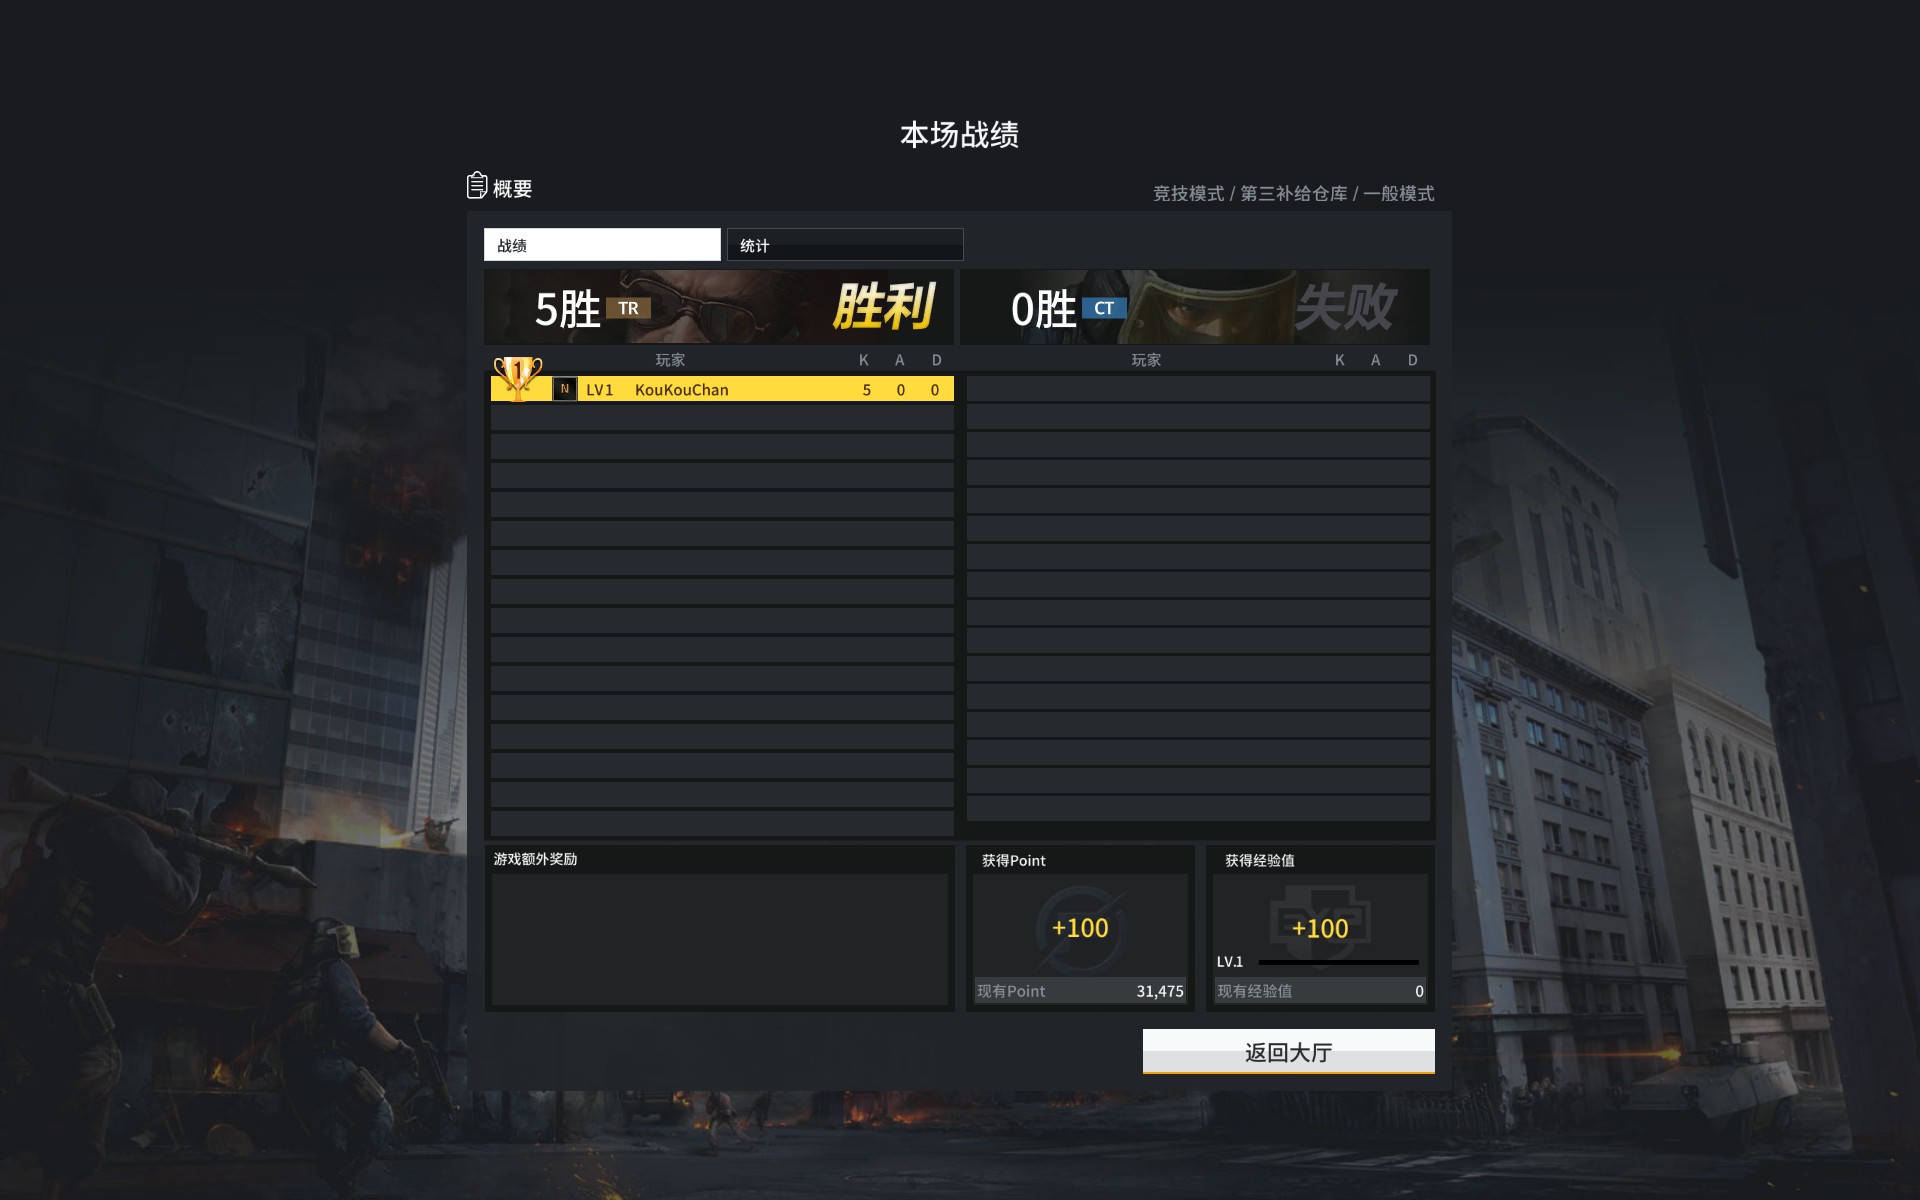 本场战绩
概要
竞技模式 / 第三补给仓库 / 一般模式
战绩
统计
5胜 TR 胜利
0胜 CT 失败
玩家 K A D
玩家 K A D
1 N LV1 KouKouChan 5 0 0
游戏额外奖励
获得Point
+100
现有Point 31,475
获得经验值
EXP
+100
LV.1
现有经验值 0
返回大厅